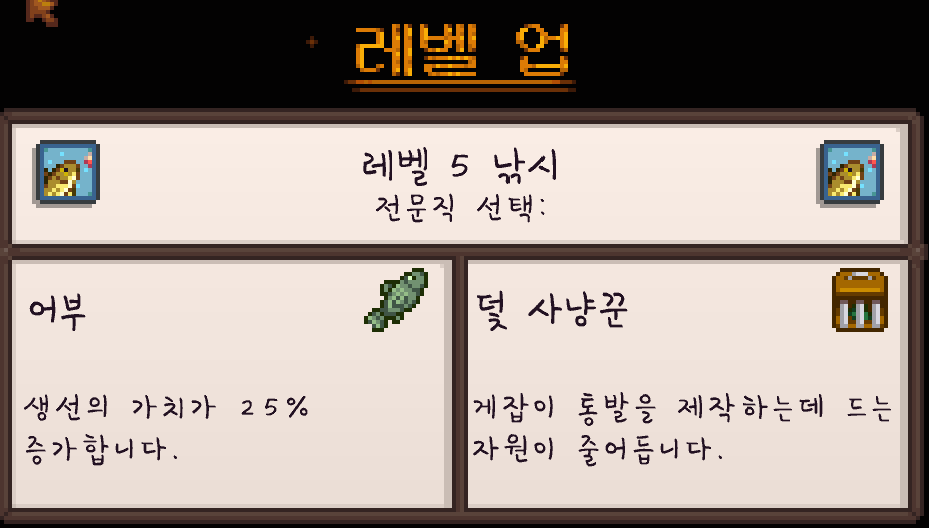 레벨 업
레벨 5 낚시
전문직 선택:
어부
생선의 가치가 25%
증가합니다.
덫 사냥꾼
게잡이 통발을 제작하는데 드는
자원이 줄어듭니다.